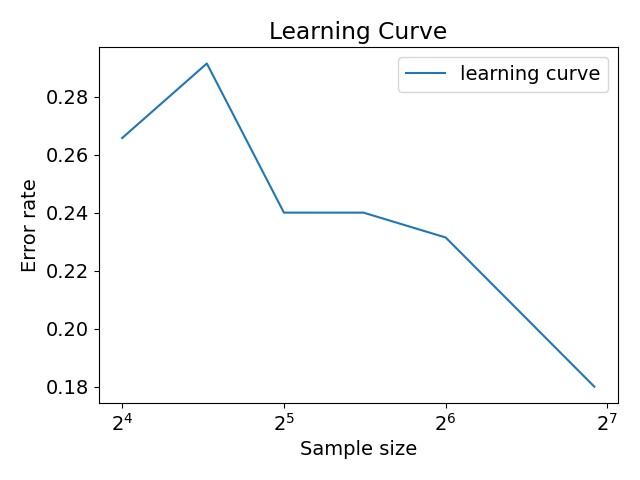 Learning Curve
learning curve
Error rate
0.28
0.26
0.24
0.22
0.20
0.18
2⁴
2⁵
2⁶
2⁷
Sample size